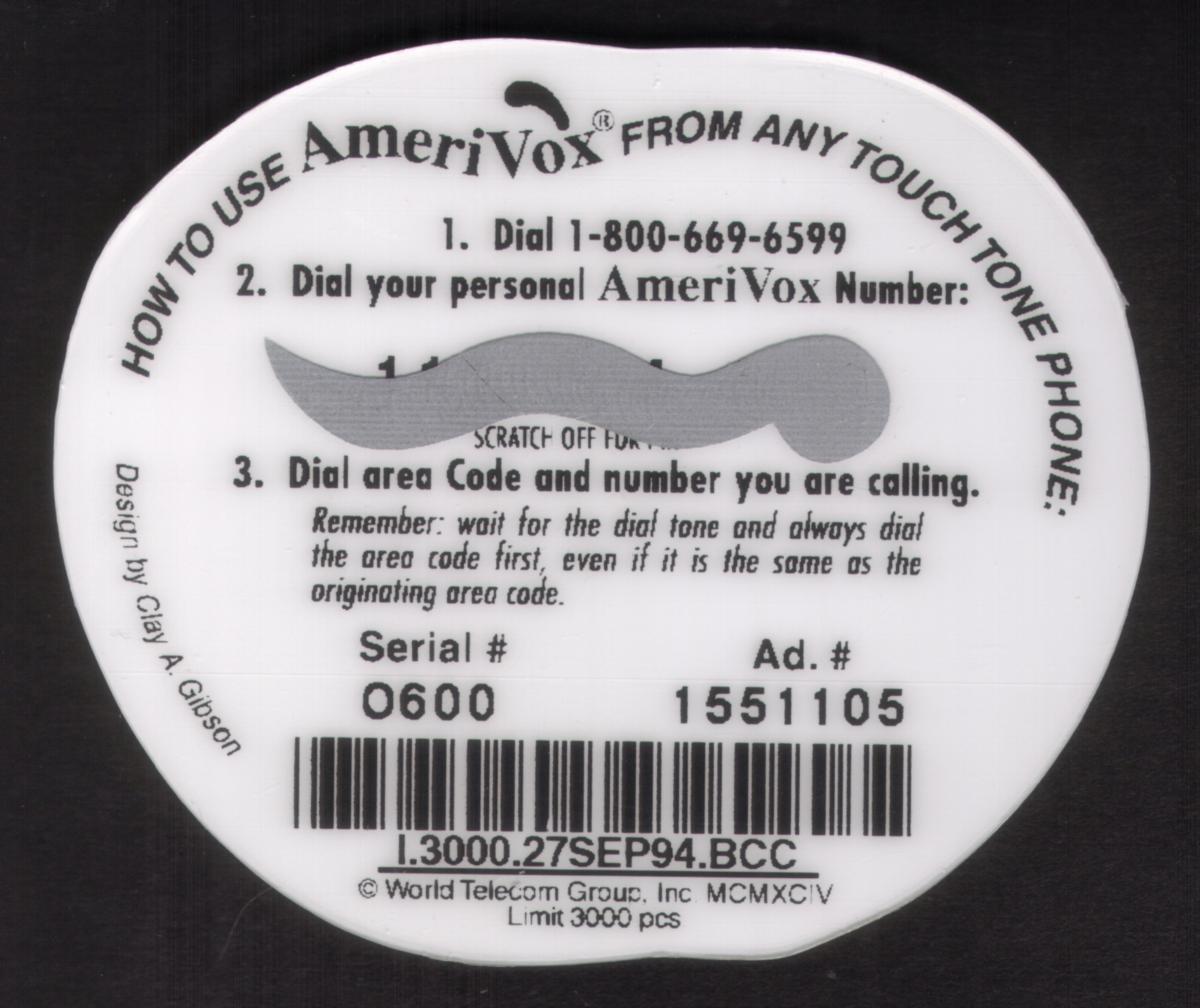 HOW TO USE AmeriVox® FROM ANY TOUCH TONE PHONE:
1. Dial 1-800-669-6599
2. Dial your personal AmeriVox Number:
SCRATCH OFF FOR
3. Dial area Code and number you are calling.
Remember: wait for the dial tone and always dial
the area code first, even if it is the same as the
originating area code.
Design by Clay A. Gibson
Serial # Ad. #
0600 1551105
I.3000.27SEP94.BCC
© World Telecom Group, Inc. MCMXCIV
Limit 3000 pcs